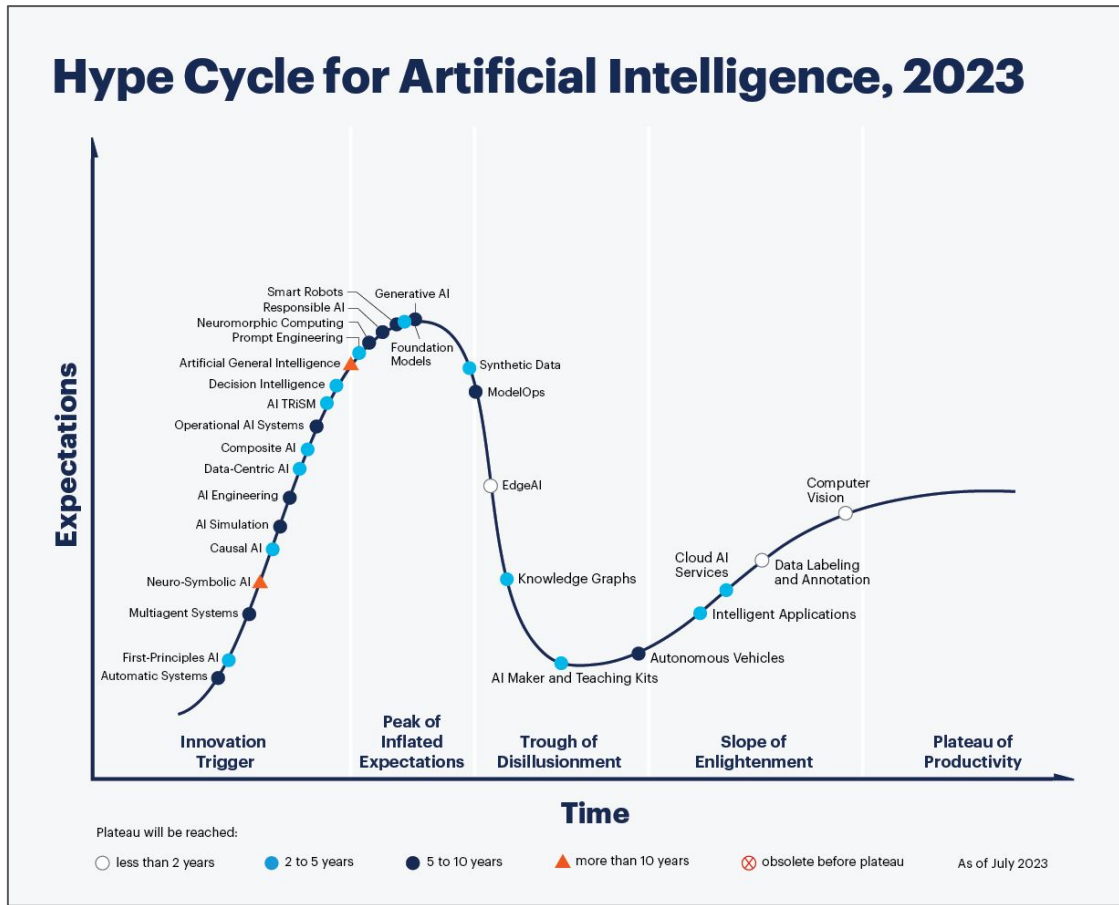 Hype Cycle for Artificial Intelligence, 2023
Expectations
Smart Robots
Responsible AI
Neuromorphic Computing
Prompt Engineering
Artificial General Intelligence
Decision Intelligence
AI TRiSM
Operational AI Systems
Composite AI
Data-Centric AI
AI Engineering
AI Simulation
Causal AI
Neuro-Symbolic AI
Multiagent Systems
First-Principles AI
Automatic Systems
Generative AI
Foundation
Models
Synthetic Data
ModelOps
EdgeAI
Knowledge Graphs
AI Maker and Teaching Kits
Autonomous Vehicles
Intelligent Applications
Cloud AI
Services
Data Labeling
and Annotation
Computer
Vision
Innovation
Trigger
Peak of
Inflated
Expectations
Trough of
Disillusionment
Slope of
Enlightenment
Plateau of
Productivity
Time
Plateau will be reached:
less than 2 years
2 to 5 years
5 to 10 years
more than 10 years
obsolete before plateau
As of July 2023